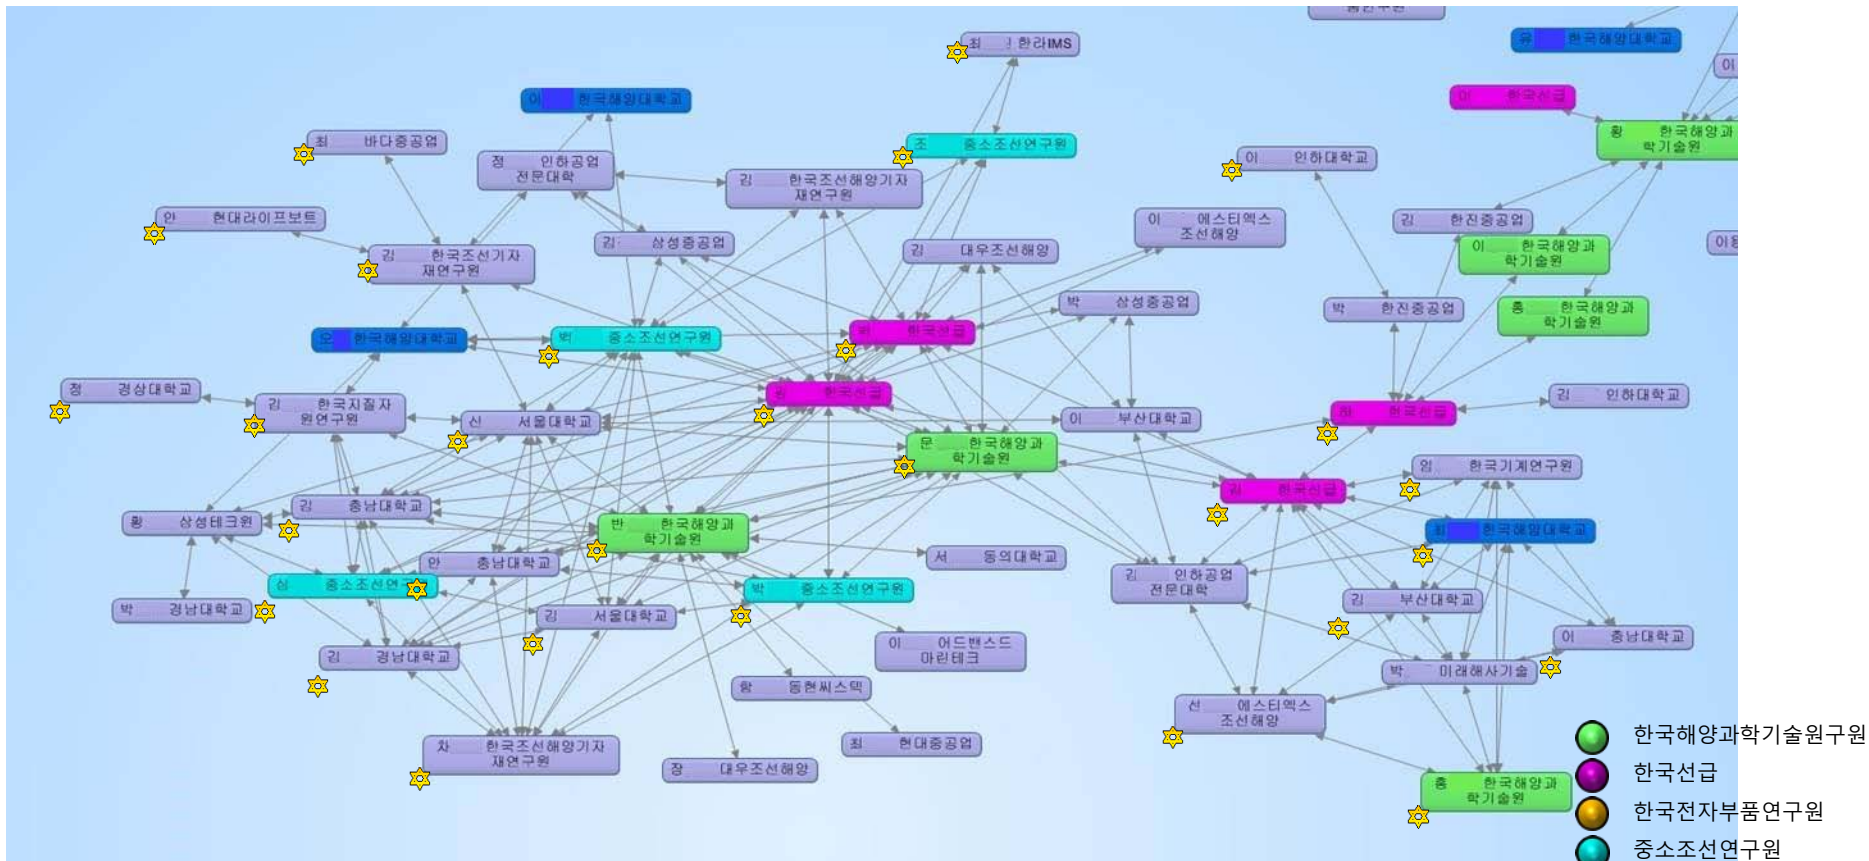 최 한라IMS
유 한국해양대학교
이
이 한국해양대학교
이 한국선급
최 바다중공업
조 중소조선연구원
황 한국해양과
학기술원
정 인하공업
전문대학
이 인하대학교
김 한국조선해양기자
재연구원
안 현대라이프보트
김 삼성중공업
이 에스티엑스
조선해양
김 한진중공업
김 한국조선기자
재연구원
김 대우조선해양
이 한국해양과
학기술원
박 삼성중공업
박 한진중공업
홍 한국해양과
학기술원
오 한국해양대학교
벅 중소조선연구원
한국선급
정 경상대학교
김 한국지질자
원연구원
한국선급
김 인하대학교
신 서울대학교
이 부산대학교
하 한국선급
문 한국해양과
학기술원
임 한국기계연구원
김 충남대학교
김 한국선급
황 삼성테크윈
반 한국해양과
학기술원
최 한국해양대학교
안 충남대학교
서 동의대학교
심 중소조선연구원
박 중소조선연구원
김 인하공업
전문대학
박 경남대학교
김 서울대학교
김 부산대학교
이 충남대학교
김 경남대학교
이 어드밴스드
마린테크
박 미래해사기술
함 동현씨스텍
선 에스티엑스
조선해양
차 한국조선해양기자
재연구원
최 현대중공업
장 대우조선해양
홍 한국해양과
학기술원
한국해양과학기술원구원
한국선급
한국전자부품연구원
중소조선연구원